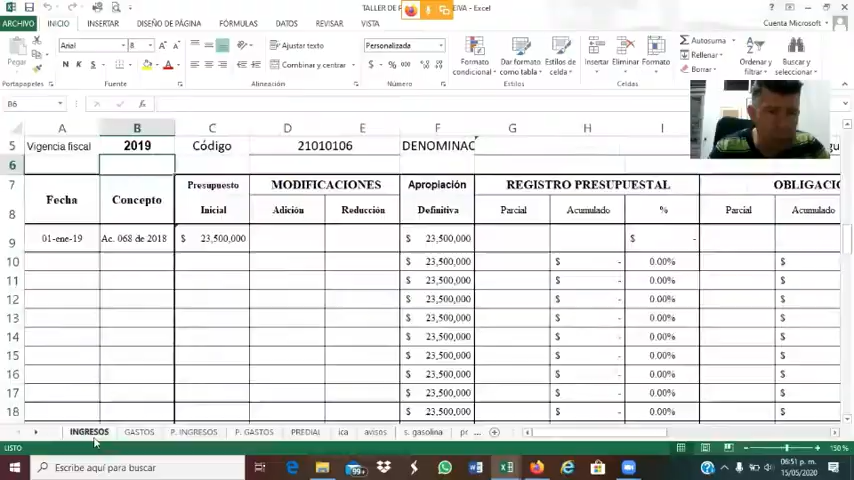 TALLER DE P
EIVA - Excel
ARCHIVO INICIO INSERTAR DISEÑO DE PÁGINA FÓRMULAS DATOS REVISAR VISTA Cuenta Microsoft
Pegar
Arial 8
N K S
Ajustar texto
Combinar y centrar
Personalizada
$ % 000
Formato condicional
Dar formato como tabla
Estilos de celda
Insertar Eliminar Formato
Autosuma
Rellenar
Borrar
Ordenar y filtrar
Buscar y seleccionar
Portapapeles Fuente Alineación Número Estilos Celdas
B6 fx
A B C D E F G H I
5 Vigencia fiscal 2019 Código 21010106 DENOMINAC
6
7 Fecha Concepto Presupuesto MODIFICACIONES Apropiación REGISTRO PRESUPUESTAL OBLIGACIO
8 Inicial Adición Reducción Definitiva Parcial Acumulado % Parcial Acumulado
9 01-ene-19 Ac. 068 de 2018 $ 23,500,000 $ 23,500,000 $ -
10 $ 23,500,000 $ - 0.00% $
11 $ 23,500,000 $ - 0.00% $
12 $ 23,500,000 $ - 0.00% $
13 $ 23,500,000 $ - 0.00% $
14 $ 23,500,000 $ - 0.00% $
15 $ 23,500,000 $ - 0.00% $
16 $ 23,500,000 $ - 0.00% $
17 $ 23,500,000 $ - 0.00% $
18 $ 23,500,000 $ - 0.00% $
INGRESOS GASTOS P. INGRESOS P. GASTOS PREDIAL ica avisos s. gasolina pr ...
LISTO 150 %
Escribe aquí para buscar 99+ 06:51 p. m.
15/05/2020